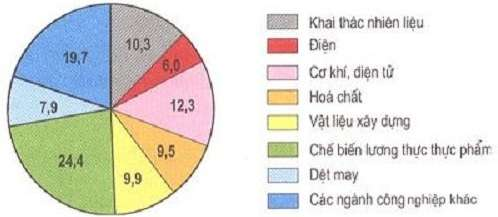 10,3
6,0
12,3
9,5
9,9
24,4
7,9
19,7
Khai thác nhiên liệu
Điện
Cơ khí, điện tử
Hoá chất
Vật liệu xây dựng
Chế biến lương thực thực phẩm
Dệt may
Các ngành công nghiệp khác